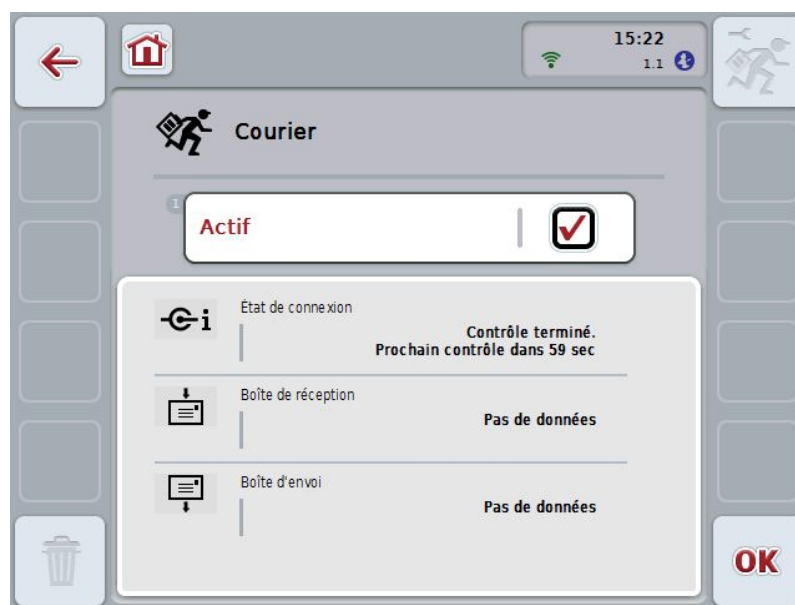 15:22
1.1
Courier
1
Actif
État de connexion
Contrôle terminé.
Prochain contrôle dans 59 sec
Boîte de réception
Pas de données
Boîte d'envoi
Pas de données
OK